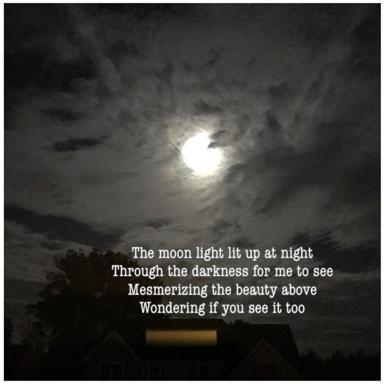 The moon light lit up at night
Through the darkness for me to see
Mesmerizing the beauty above
Wondering if you see it too